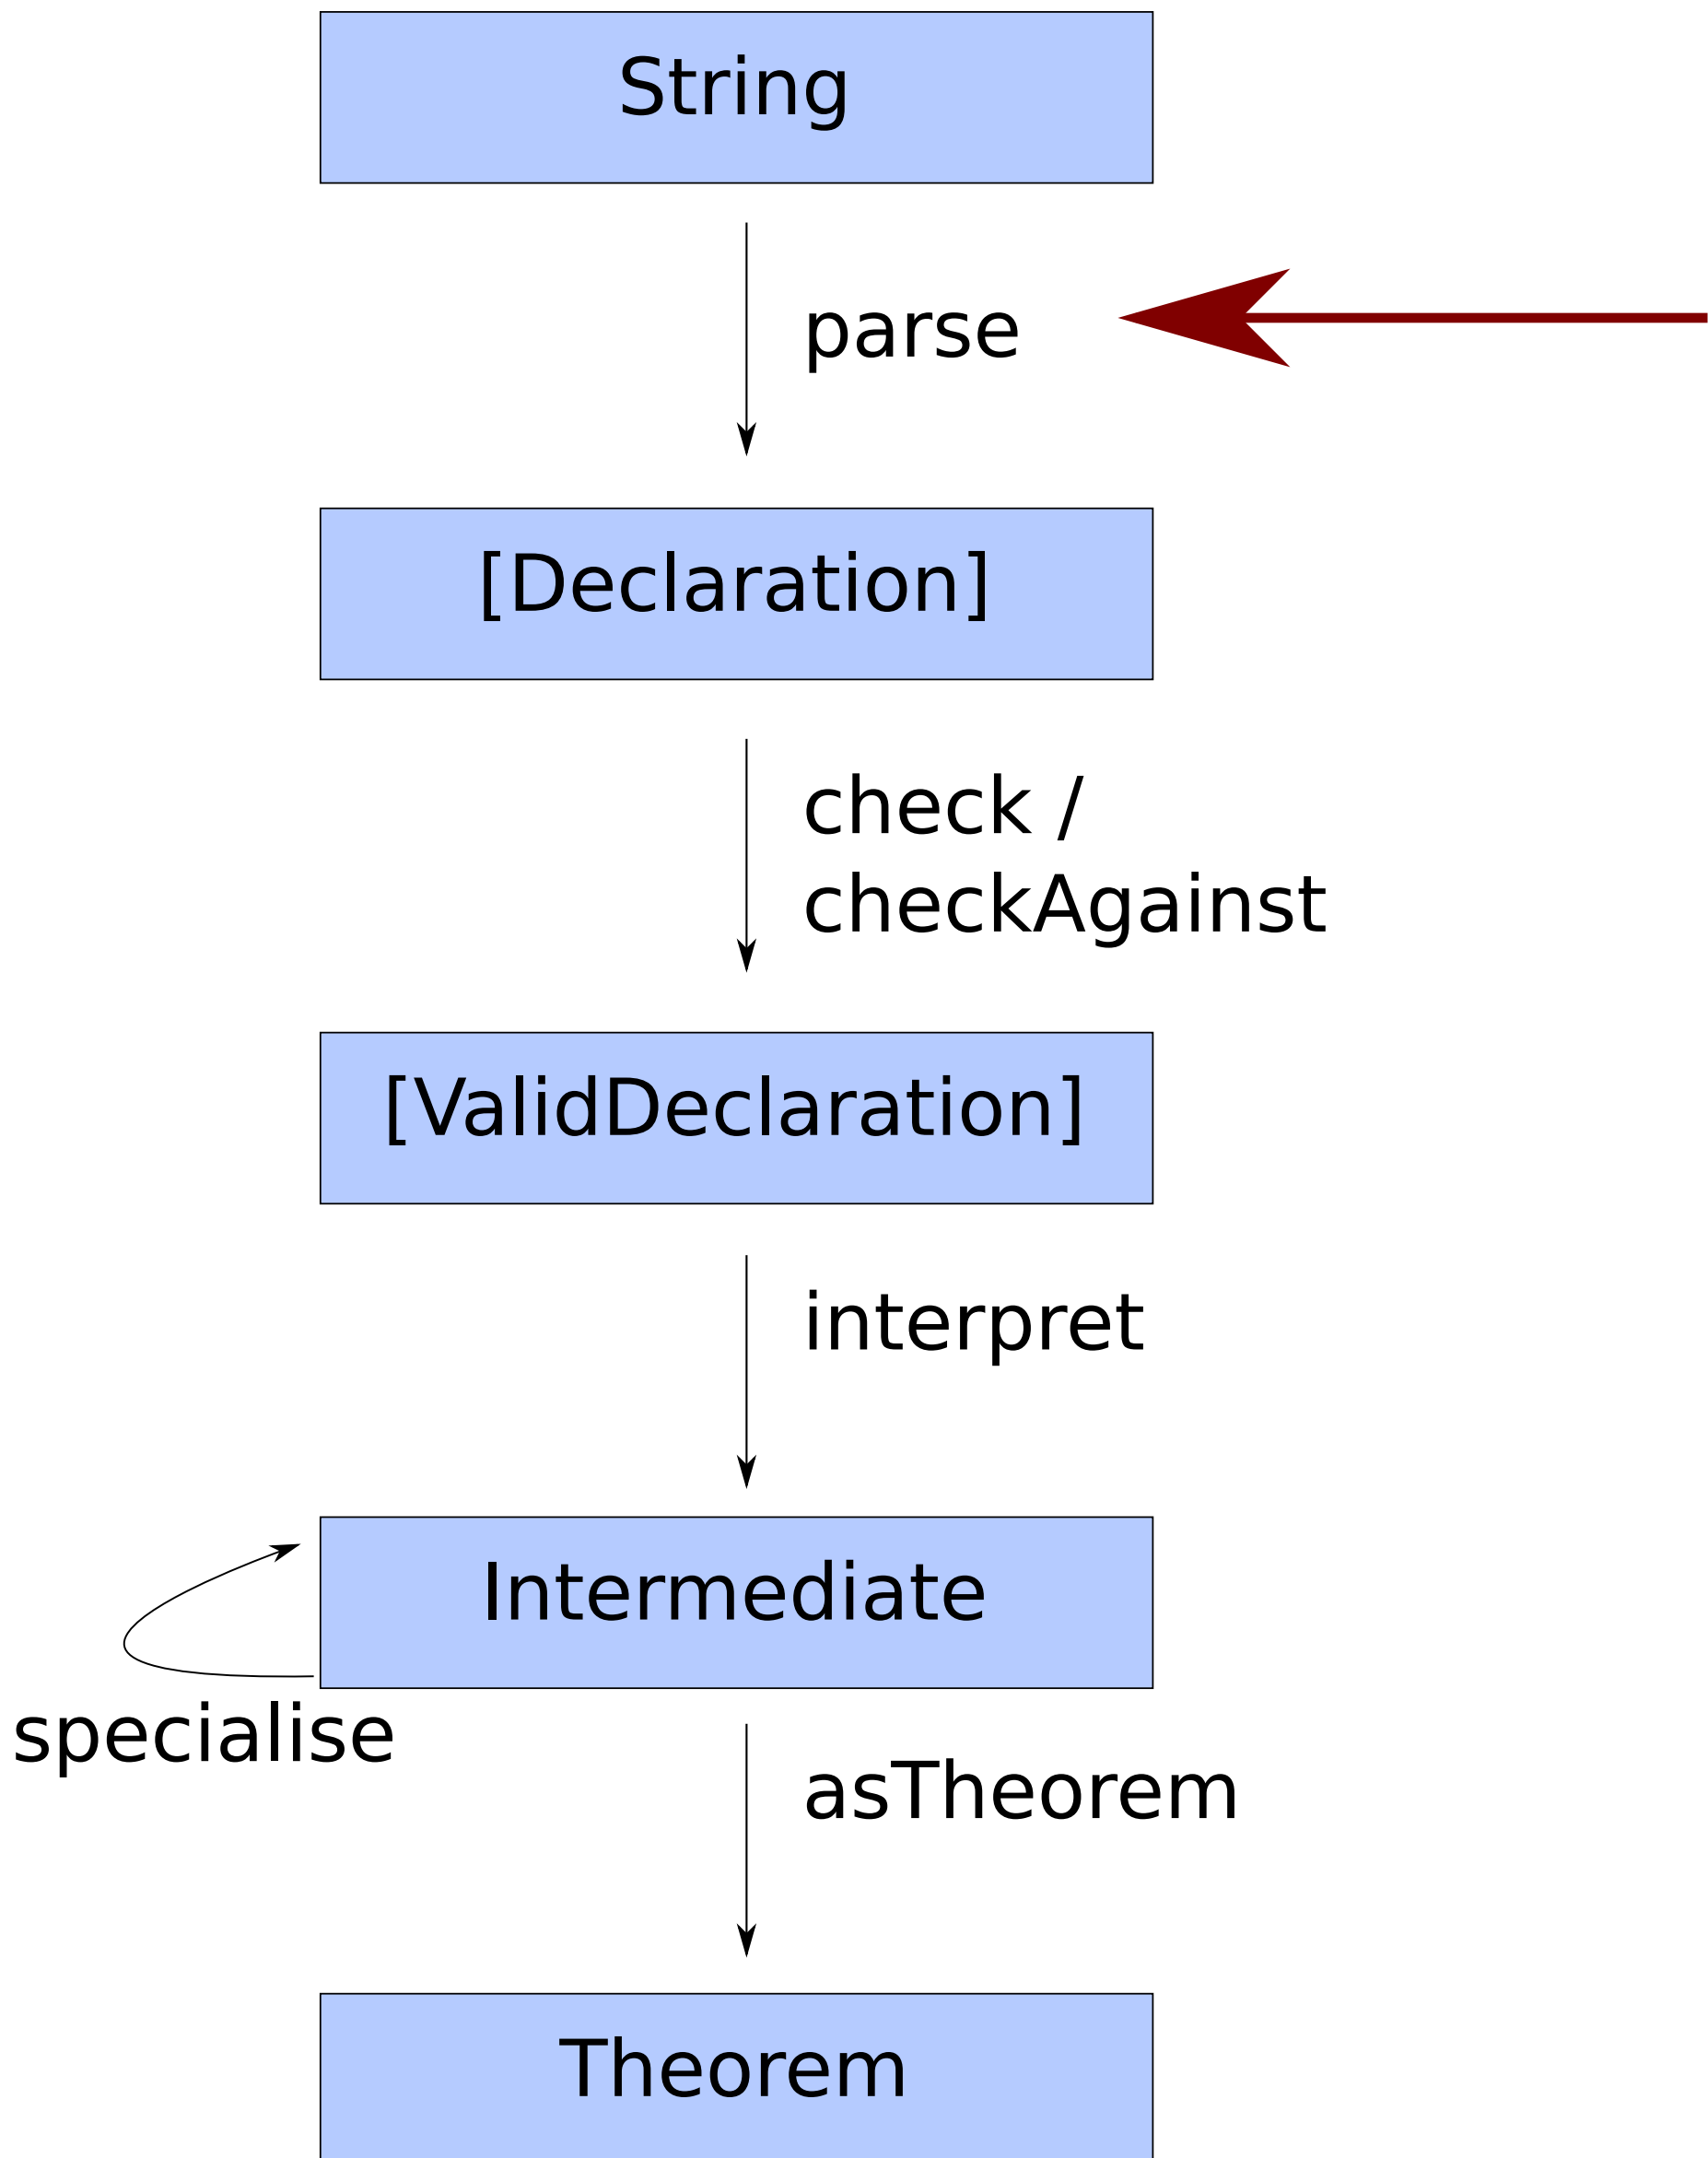 String
parse
[Declaration]
check /
checkAgainst
[ValidDeclaration]
interpret
Intermediate
specialise
asTheorem
Theorem